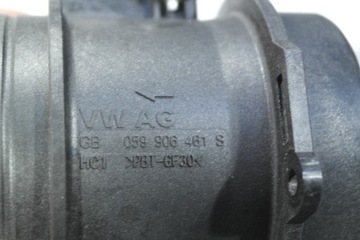 VW AG
GB 059 906 461 S
HC1 >PBT-GF30<